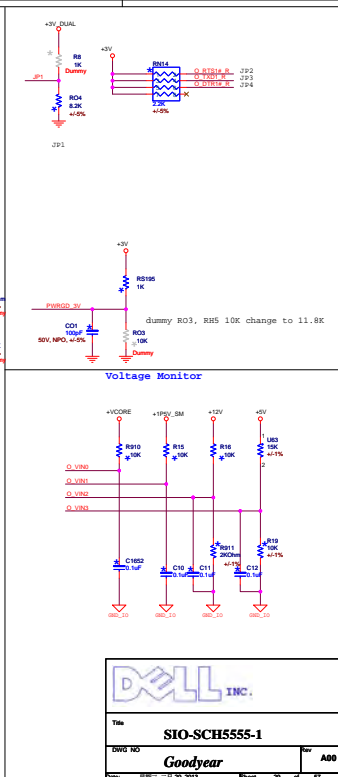 +3V_DUAL
R8
1K
Dummy
JP1
RO4
8.2K
+/-5%
JP1
+3V
RN14
O_RTS1#_R JP2
O_TXD1_R JP3
O_DTR1#_R JP4
2.2K
+/-5%
+3V
RS195
1K
PWRGD_3V
CO1
100pF
50V, NPO, +/-5%
RO3
10K
Dummy
dummy RO3, RH5 10K change to 11.8K
Voltage Monitor
+VCORE
+1P5V_SM
+12V
+5V
R910
10K
R15
10K
R16
10K
1
U63
15K
+/-1%
2
O_VIN0
O_VIN1
O_VIN2
O_VIN3
C1652
0.1uF
C10
0.1uF
C11
0.1uF
R911
2KOhm
+/-1%
C12
0.1uF
R19
10K
+/-1%
GND_IO
GND_IO
GND_IO
GND_IO
DELL INC.
Title
SIO-SCH5555-1
DWG NO
Goodyear
Rev
A00